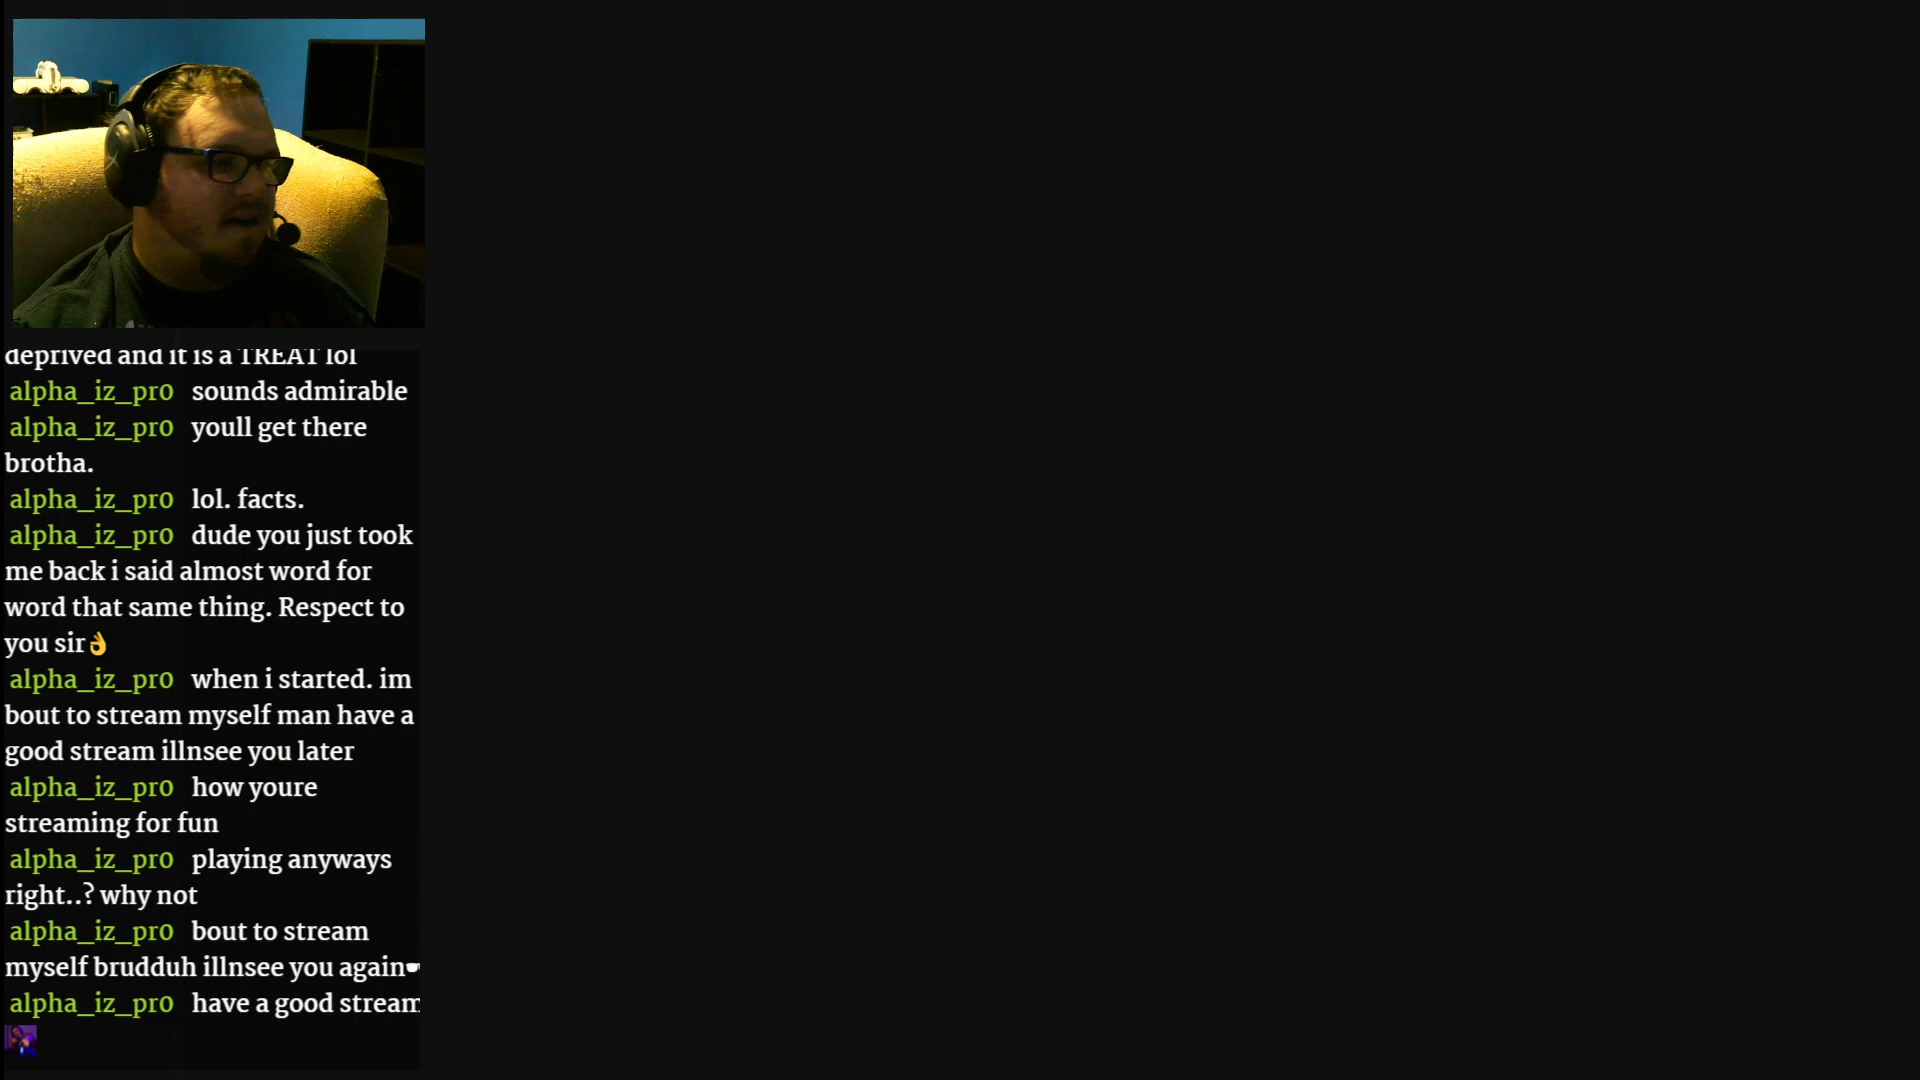 deprived and it is a TREAT lol
alpha_iz_pr0 sounds admirable
alpha_iz_pr0 youll get there
brotha.
alpha_iz_pr0 lol. facts.
alpha_iz_pr0 dude you just took
me back i said almost word for
word that same thing. Respect to
you sir👌
alpha_iz_pr0 when i started. im
bout to stream myself man have a
good stream illnsee you later
alpha_iz_pr0 how youre
streaming for fun
alpha_iz_pr0 playing anyways
right..? why not
alpha_iz_pr0 bout to stream
myself brudduh illnsee you again
alpha_iz_pr0 have a good stream